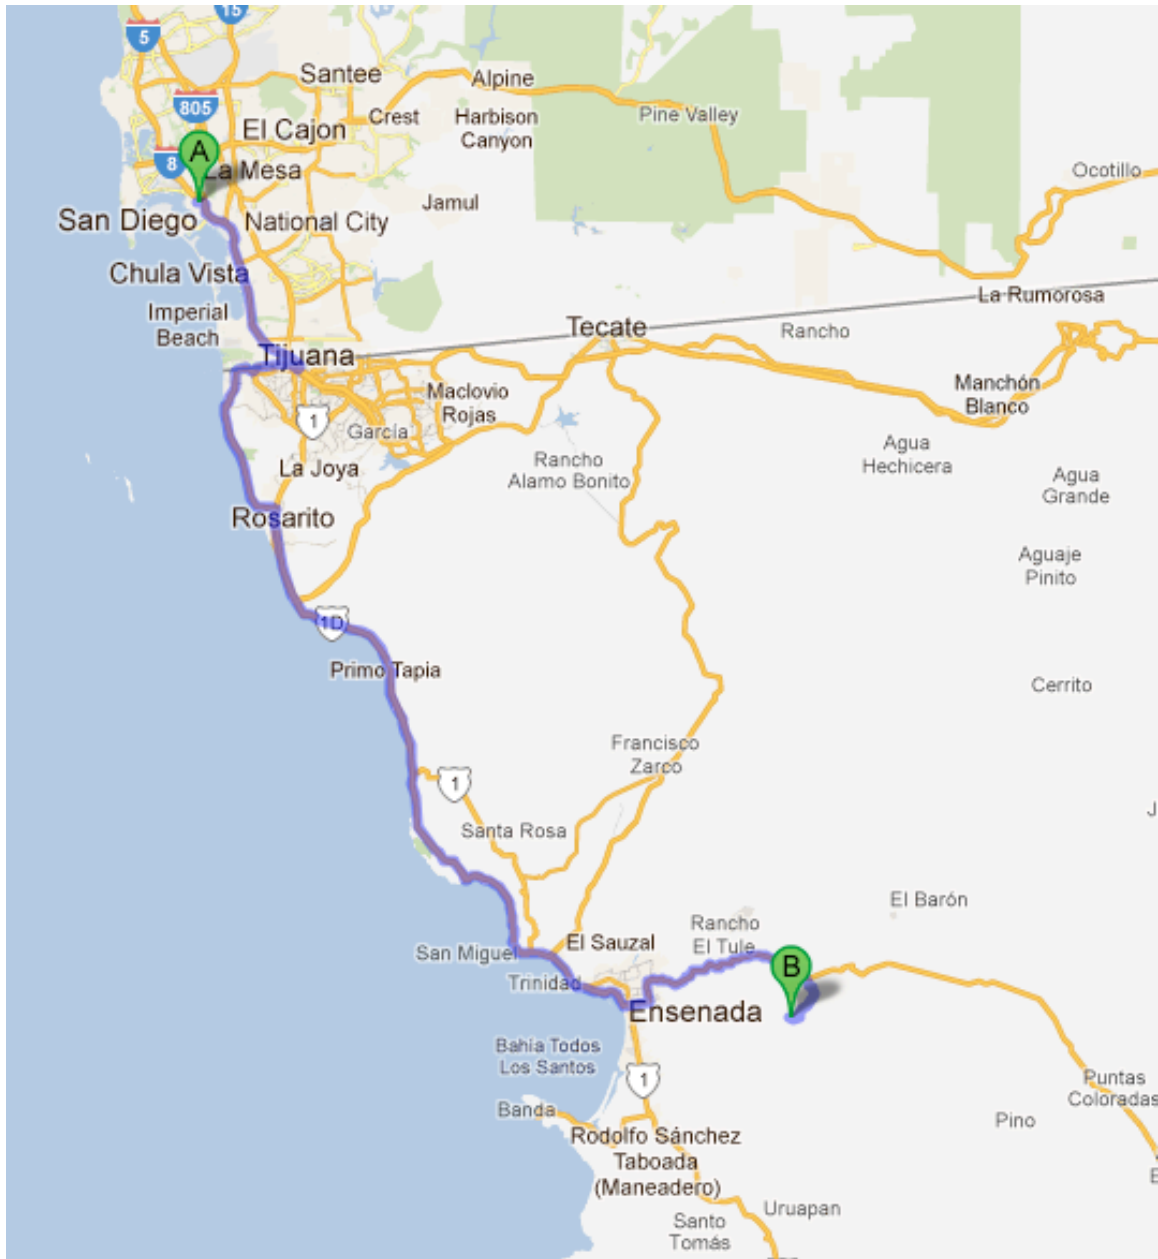 15
5
Santee
Alpine
805
Crest
Harbison
Canyon
Pine Valley
El Cajon
A
8
La Mesa
Ocotillo
Jamul
San Diego
National City
Chula Vista
La Rumorosa
Imperial
Beach
Tecate
Rancho
Tijuana
Maclovio
Rojas
Manchón
Blanco
1
García
Agua
Hechicera
La Joya
Rancho
Alamo Bonito
Agua
Grande
Rosarito
Aguaje
Pinito
1D
Primo Tapia
Cerrito
Francisco
Zarco
1
J
Santa Rosa
El Barón
Rancho
El Tule
El Sauzal
San Miguel
B
Trinidad
Ensenada
Bahia Todos
Los Santos
1
Puntas
Coloradas
Banda
Pino
Rodolfo Sánchez
Taboada
(Maneadero)
E
Uruapan
Santo
Tomás